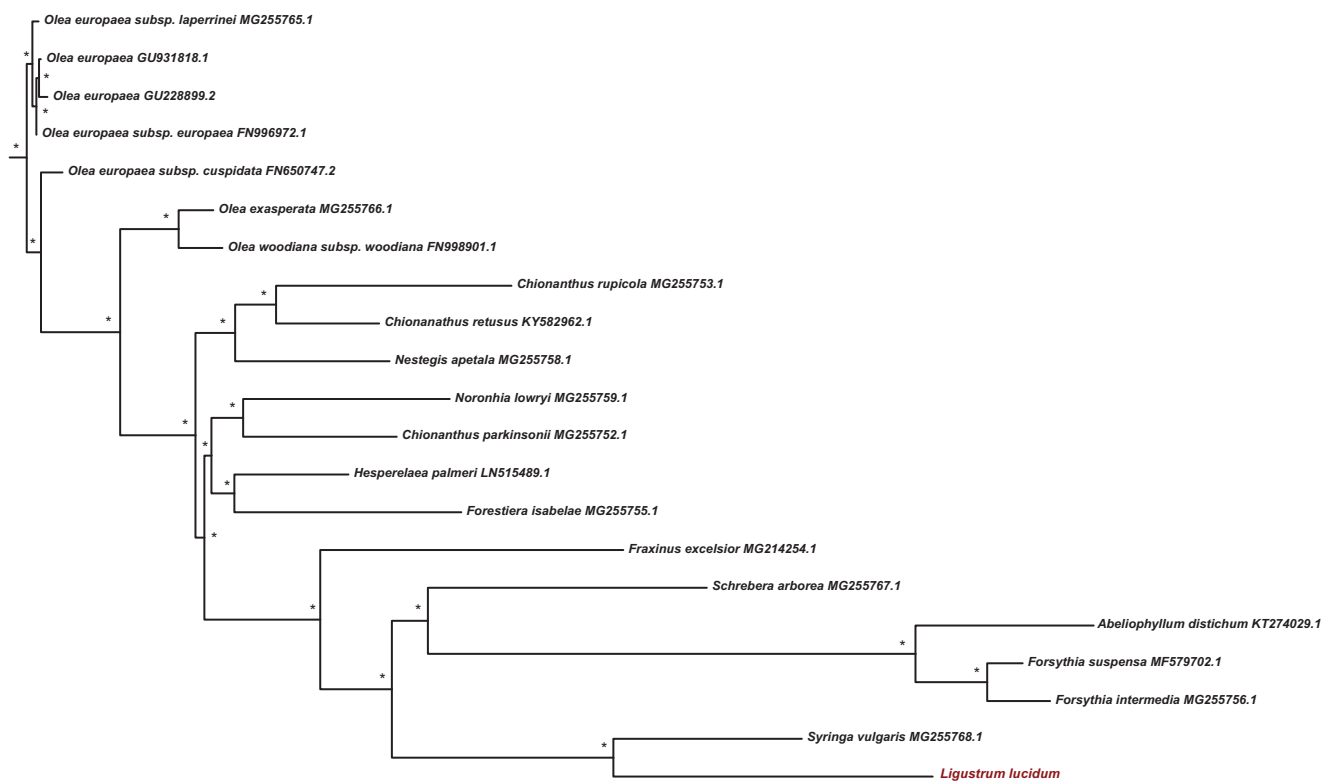 Olea europaea subsp. laperrinei MG255765.1
*
Olea europaea GU931818.1
*
Olea europaea GU228899.2
*
Olea europaea subsp. europaea FN996972.1
*
Olea europaea subsp. cuspidata FN650747.2
Olea exasperata MG255766.1
*
*
Olea woodiana subsp. woodiana FN998901.1
Chionanthus rupicola MG255753.1
*
*
*
Chionanathus retusus KY582962.1
Nestegis apetala MG255758.1
Noronhia lowryi MG255759.1
*
*
Chionanthus parkinsonii MG255752.1
*
Hesperelaea palmeri LN515489.1
*
Forestiera isabelae MG255755.1
*
Fraxinus excelsior MG214254.1
Schrebera arborea MG255767.1
*
*
Abeliophyllum distichum KT274029.1
*
Forsythia suspensa MF579702.1
*
*
Forsythia intermedia MG255756.1
Syringa vulgaris MG255768.1
*
Ligustrum lucidum